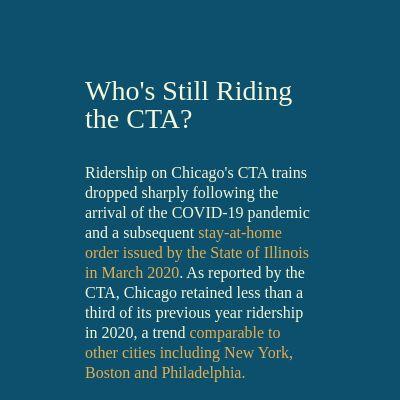 Who's Still Riding
the CTA?
Ridership on Chicago's CTA trains
dropped sharply following the
arrival of the COVID-19 pandemic
and a subsequent stay-at-home
order issued by the State of Illinois
in March 2020. As reported by the
CTA, Chicago retained less than a
third of its previous year ridership
in 2020, a trend comparable to
other cities including New York,
Boston and Philadelphia.